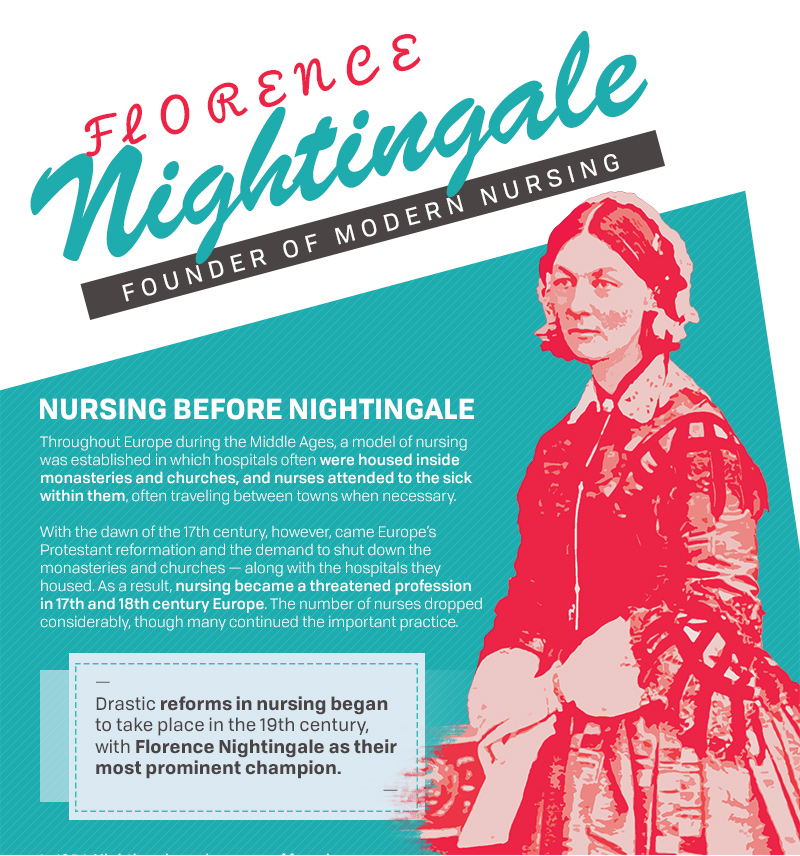 FlORENCE
Nightingale
FOUNDER OF MODERN NURSING
NURSING BEFORE NIGHTINGALE
Throughout Europe during the Middle Ages, a model of nursing
was established in which hospitals often were housed inside
monasteries and churches, and nurses attended to the sick
within them, often traveling between towns when necessary.
With the dawn of the 17th century, however, came Europe's
Protestant reformation and the demand to shut down the
monasteries and churches — along with the hospitals they
housed. As a result, nursing became a threatened profession
in 17th and 18th century Europe. The number of nurses dropped
considerably, though many continued the important practice.
—
Drastic reforms in nursing began
to take place in the 19th century,
with Florence Nightingale as their
most prominent champion.
—